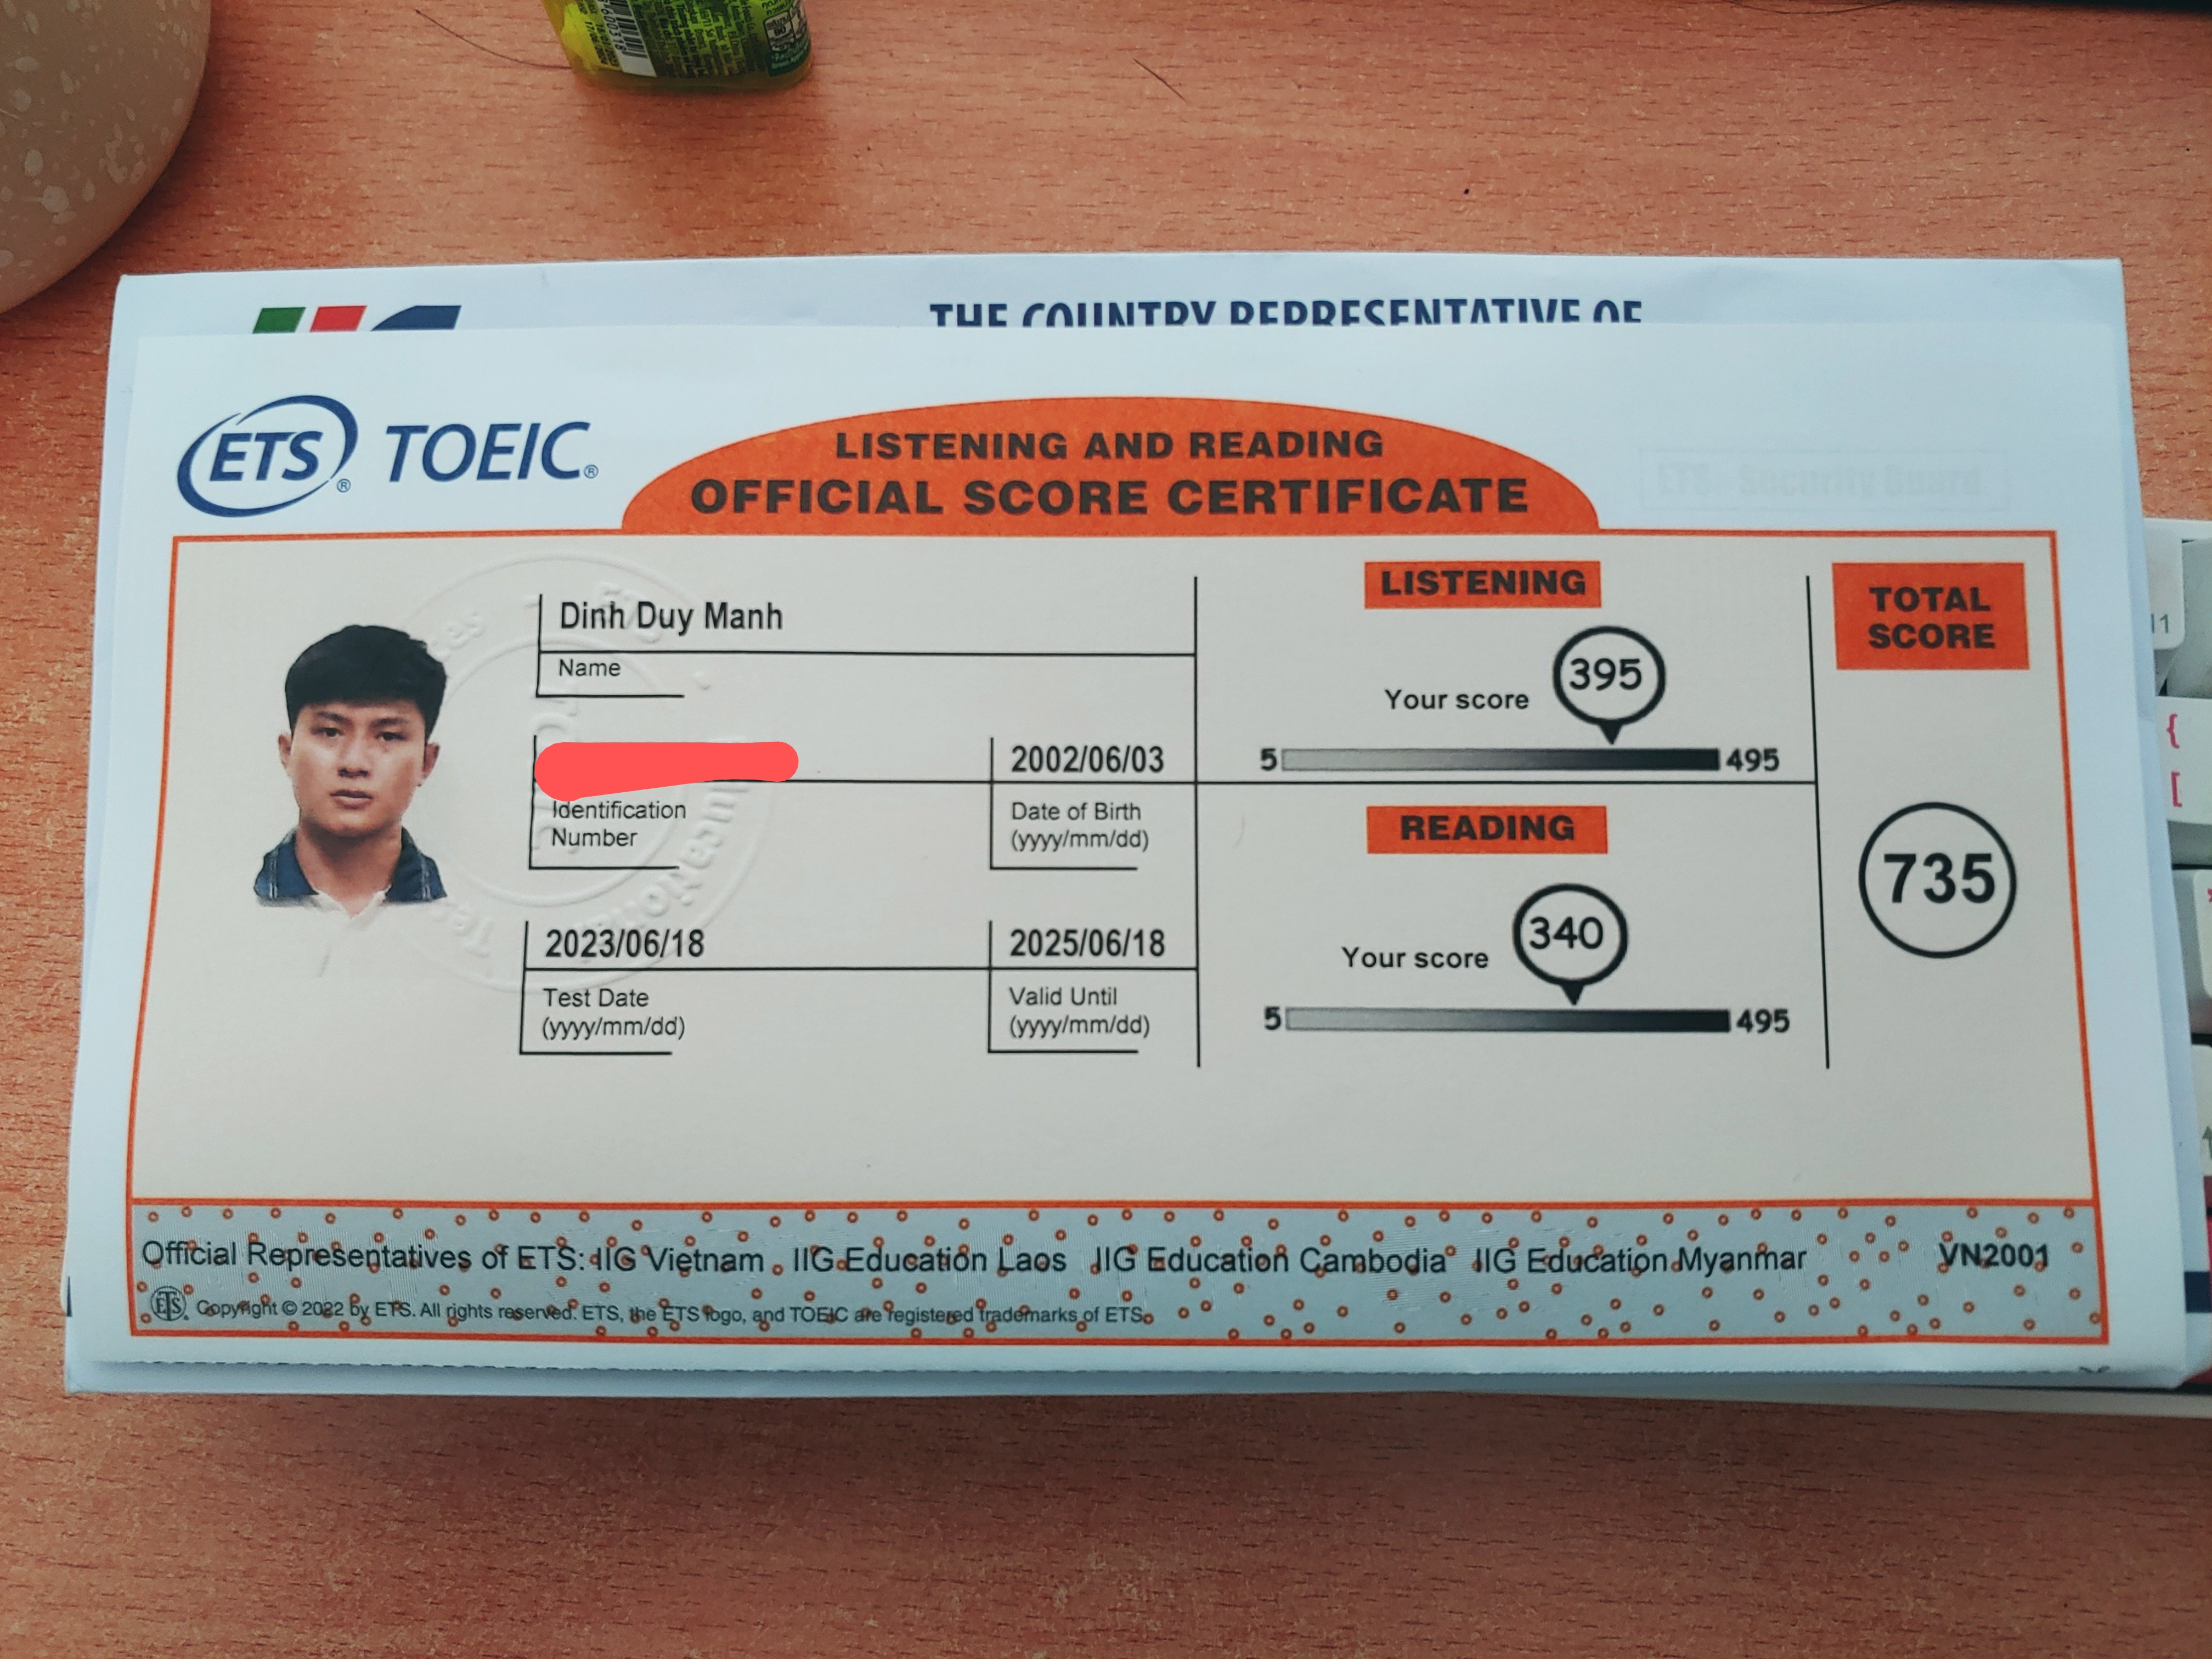 THE COUNTRY REPRESENTATIVE OF
ETS® TOEIC®
LISTENING AND READING
OFFICIAL SCORE CERTIFICATE
ETS Security Guard
Dinh Duy Manh
Name
Identification
Number
2002/06/03
Date of Birth
(yyyy/mm/dd)
2023/06/18
Test Date
(yyyy/mm/dd)
2025/06/18
Valid Until
(yyyy/mm/dd)
LISTENING
Your score 395
5 495
READING
Your score 340
5 495
TOTAL
SCORE
735
Official Representatives of ETS: IIG Vietnam IIG Education Laos IIG Education Cambodia IIG Education Myanmar VN2001
ETS® Copyright © 2022 by ETS. All rights reserved. ETS, the ETS logo, and TOEIC are registered trademarks of ETS.
11
{
[